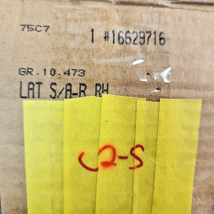 75C7
1 #16629716
GR.10.473
LAT S/A-R RH
C2-S